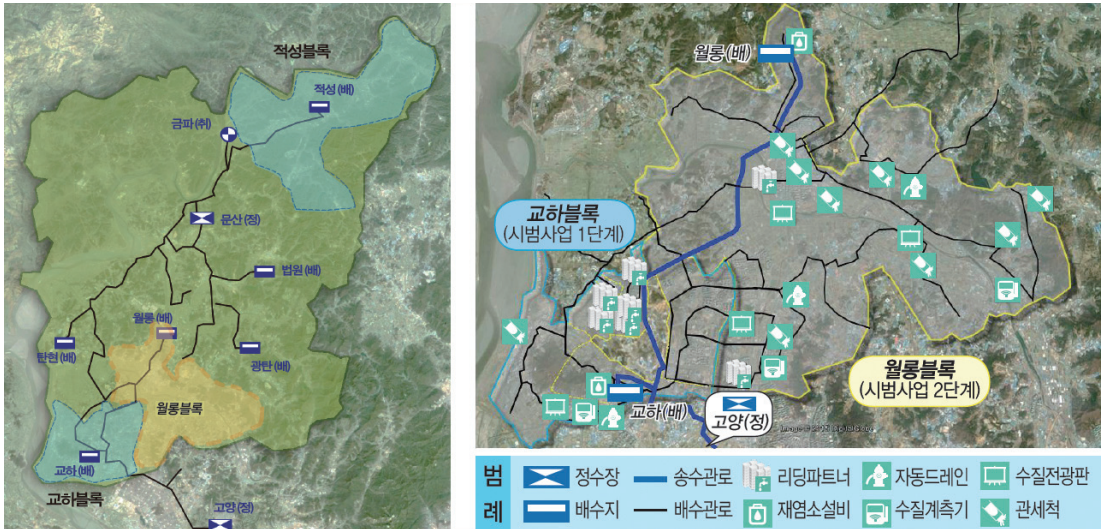 적성블록
적성(배)
금파(취)
문산(정)
법원(배)
월롱(배)
탄현(배)
광탄(배)
월롱블록
교하(배)
교하블록
고양(정)
월롱(배)
교하블록
(시범사업 1단계)
월롱블록
(시범사업 2단계)
교하(배)
고양(정)
범례
정수장
송수관로
리딩파트너
자동드레인
수질전광판
배수지
배수관로
재염소설비
수질계측기
관세척